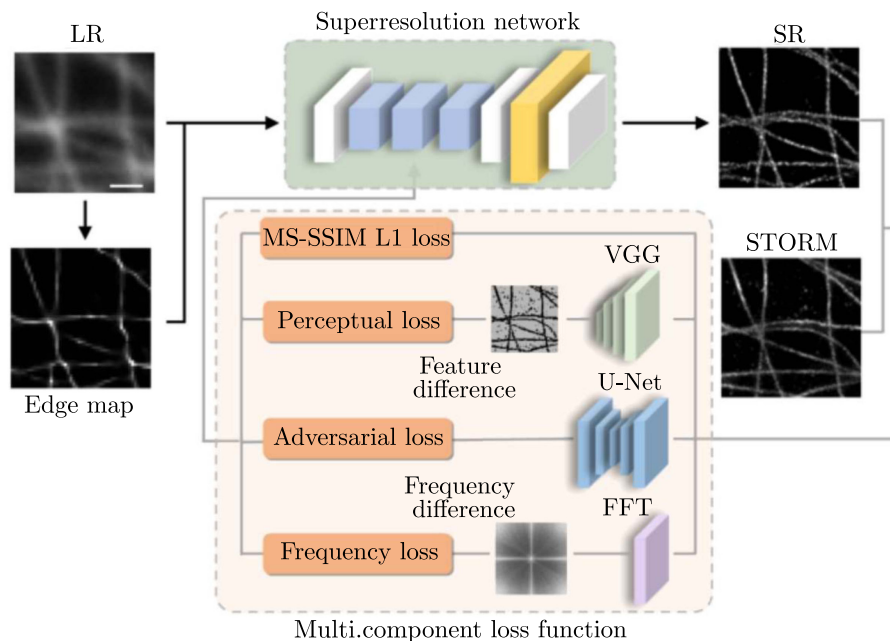 Superresolution network
LR
SR
MS-SSIM L1 loss
VGG
STORM
Perceptual loss
Feature
difference
U-Net
Edge map
Adversarial loss
Frequency
difference
FFT
Frequency loss
Multi.component loss function